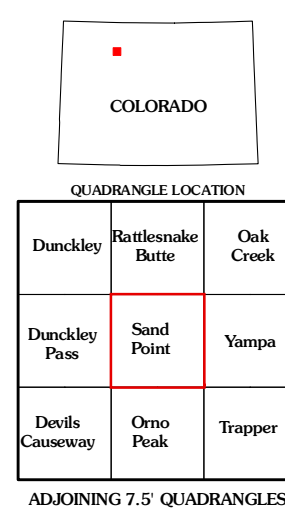 COLORADO
QUADRANGLE LOCATION
Dunckley
Rattlesnake
Butte
Oak
Creek
Dunckley
Pass
Sand
Point
Yampa
Devils
Causeway
Orno
Peak
Trapper
ADJOINING 7.5' QUADRANGLES